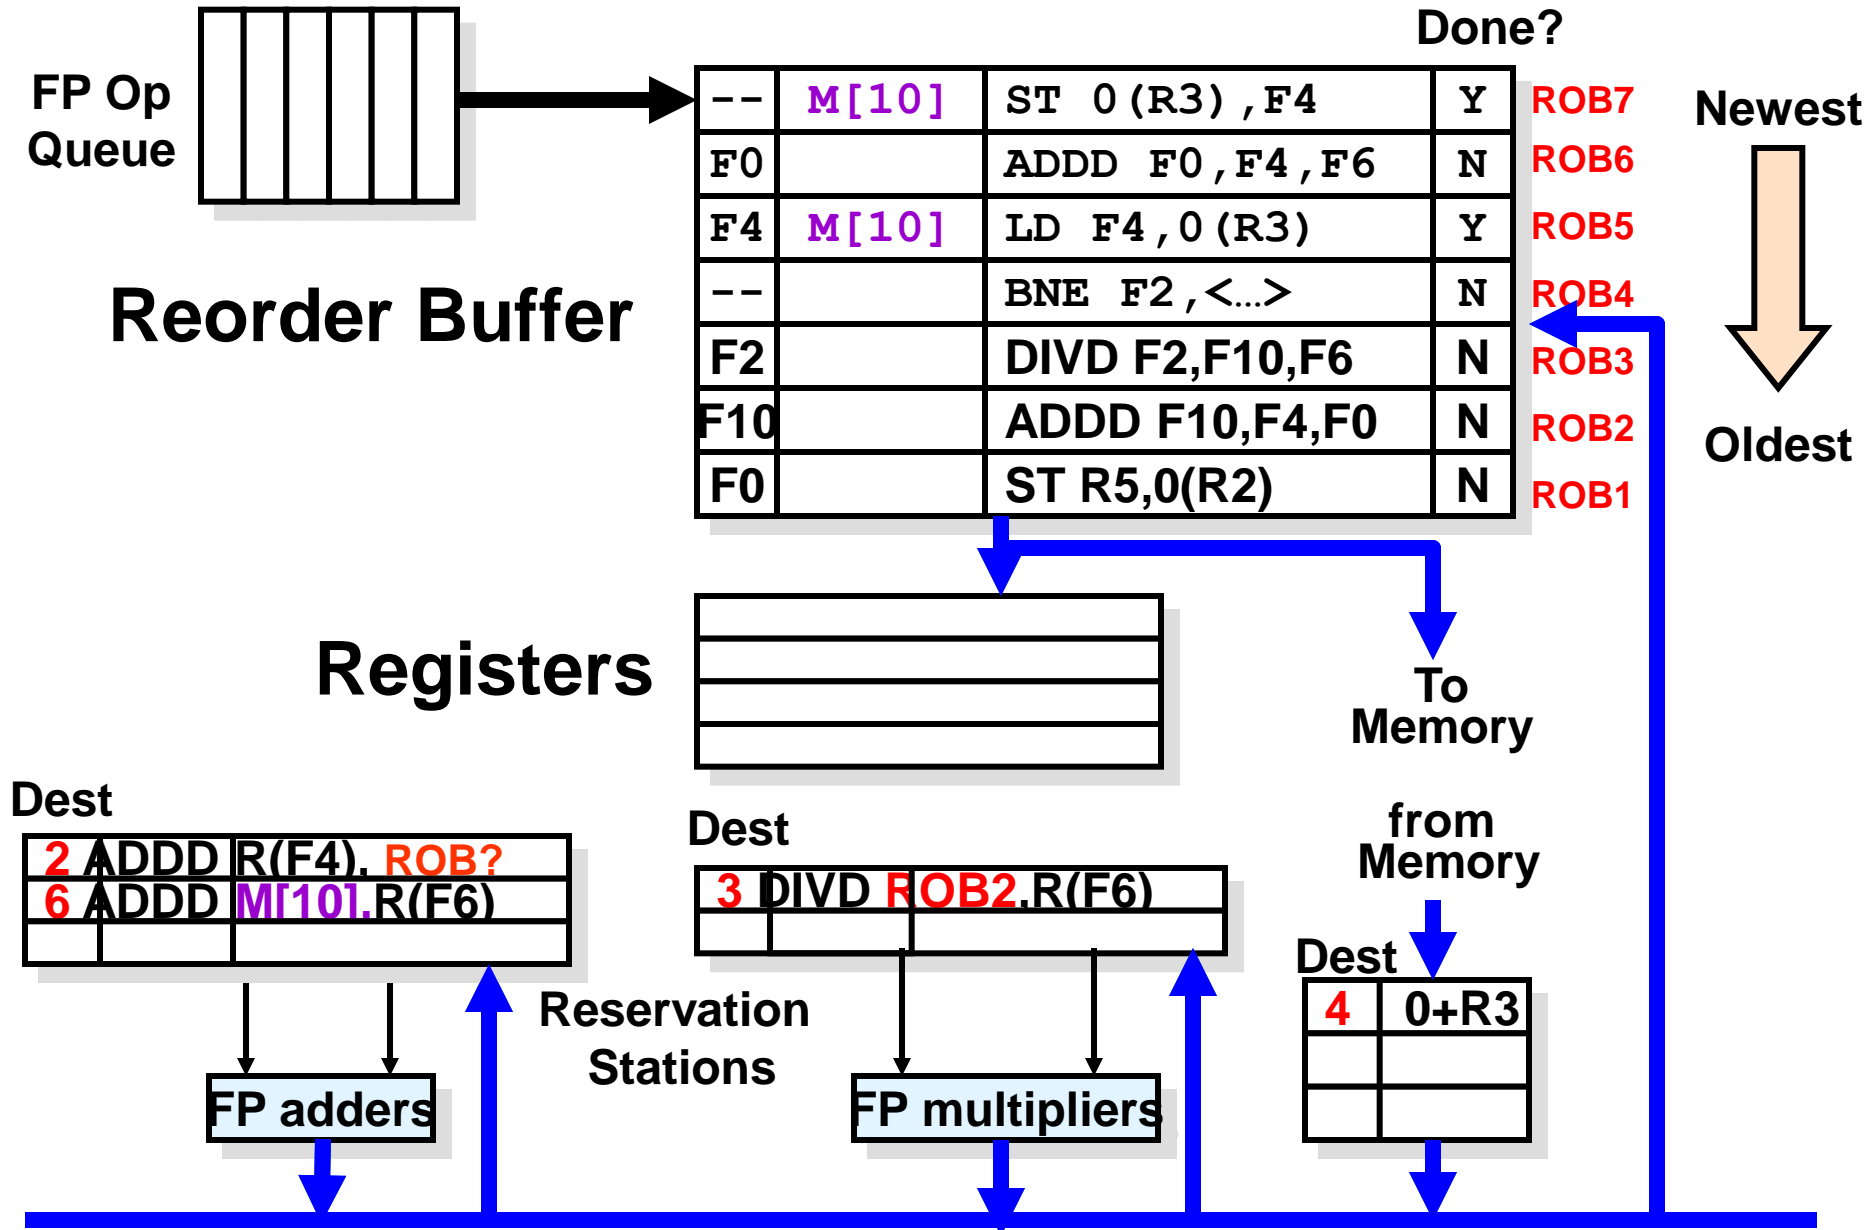 Done?
FP Op
Queue
-- M[10] ST 0(R3),F4 Y ROB7
F0 ADDD F0,F4,F6 N ROB6
F4 M[10] LD F4,0(R3) Y ROB5
-- BNE F2,<…> N ROB4
F2 DIVD F2,F10,F6 N ROB3
F10 ADDD F10,F4,F0 N ROB2
F0 ST R5,0(R2) N ROB1
Newest
Oldest
Reorder Buffer
Registers
To
Memory
from
Memory
Dest
2 ADDD R(F4), ROB?
6 ADDD M[10],R(F6)
Dest
3 DIVD ROB2,R(F6)
Dest
4 0+R3
Reservation
Stations
FP adders
FP multipliers